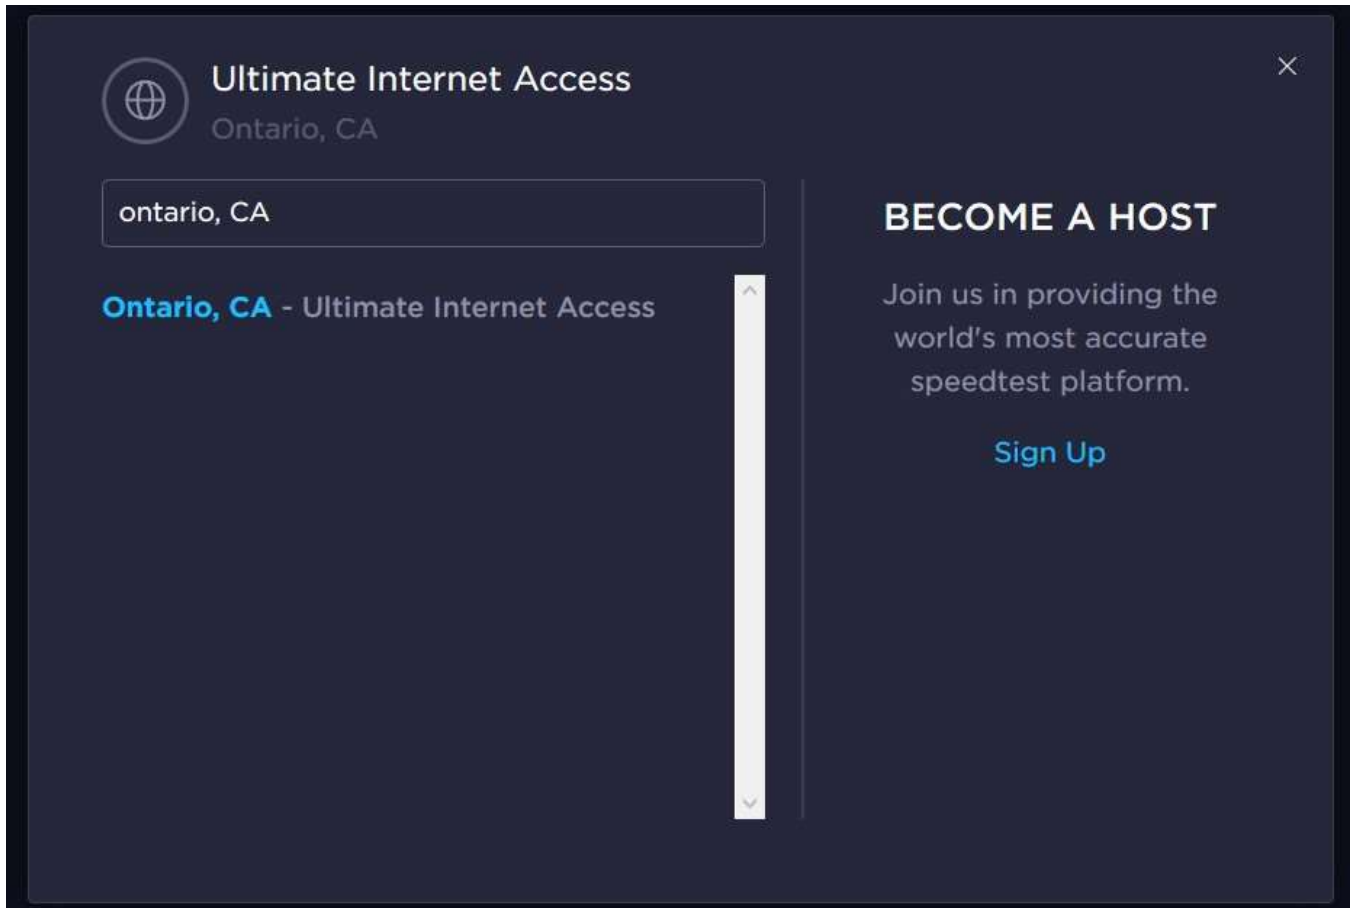 Ultimate Internet Access
Ontario, CA
ontario, CA
Ontario, CA - Ultimate Internet Access
BECOME A HOST
Join us in providing the
world's most accurate
speedtest platform.
Sign Up